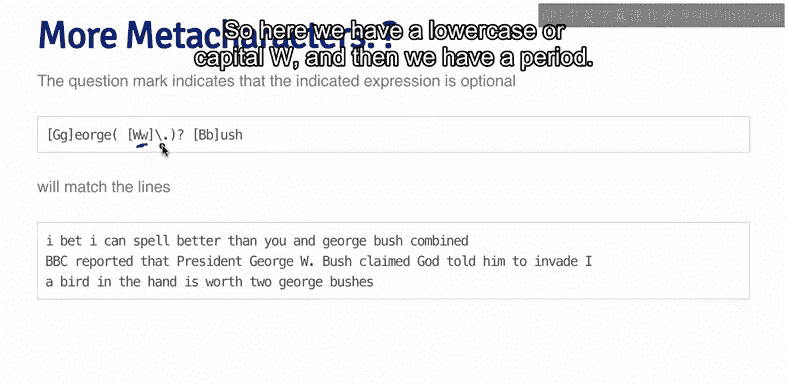 More Metacharacters: ?
So here we have a lowercase or
capital W, and then we have a period.
The question mark indicates that the indicated expression is optional
[Gg]eorge( [Ww]\.)? [Bb]ush
will match the lines
i bet i can spell better than you and george bush combined
BBC reported that President George W. Bush claimed God told him to invade I
a bird in the hand is worth two george bushes